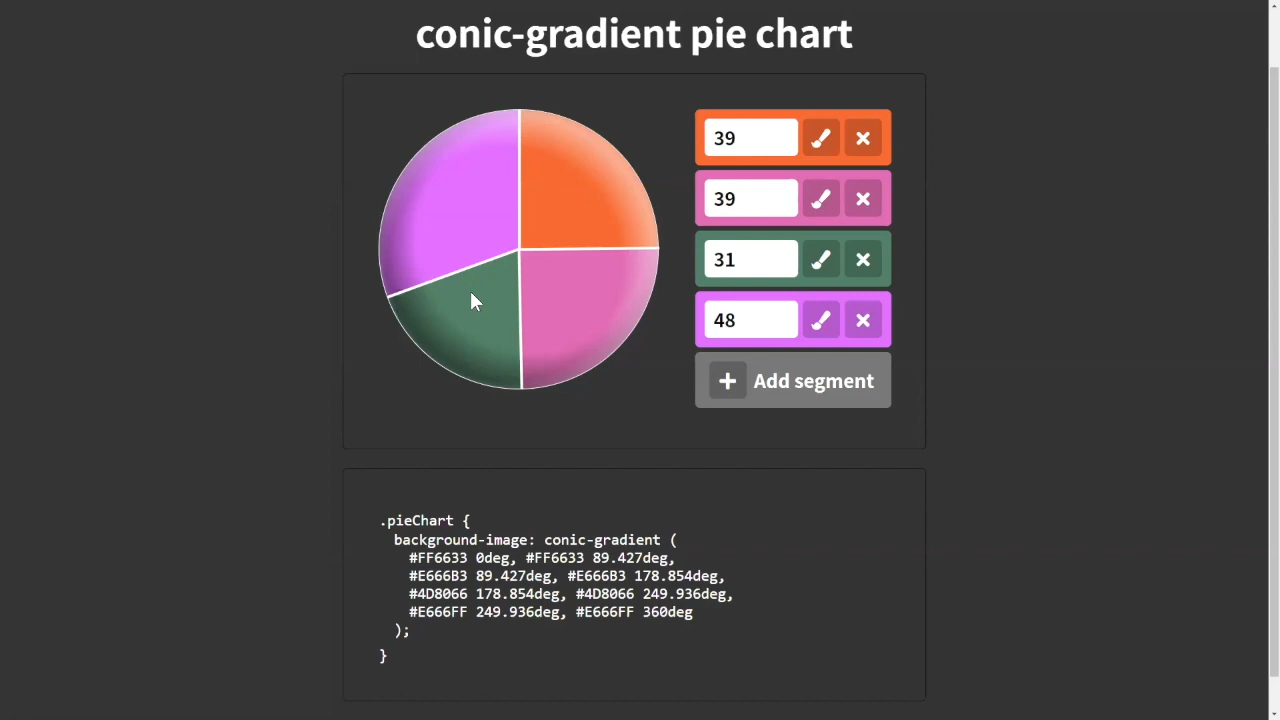 conic-gradient pie chart
39
39
31
48
Add segment
.pieChart {
background-image: conic-gradient (
#FF6633 0deg, #FF6633 89.427deg,
#E666B3 89.427deg, #E666B3 178.854deg,
#4D8066 178.854deg, #4D8066 249.936deg,
#E666FF 249.936deg, #E666FF 360deg
);
}